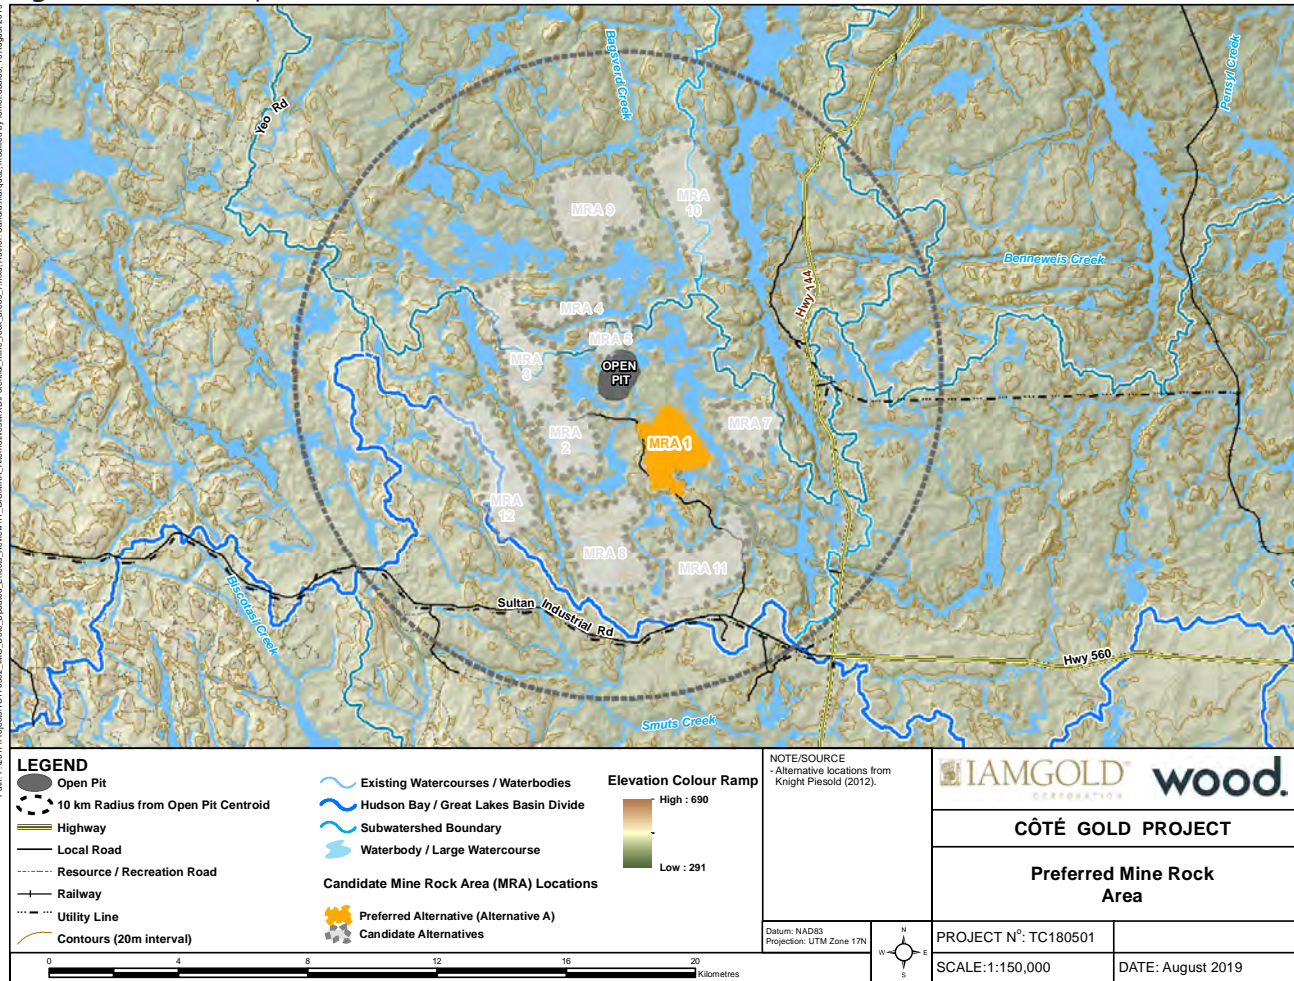 Yeo Rd
Bagsverd Creek
Pensyl Creek
MRA 9
MRA
10
Benneweis Creek
Hwy 144
MRA 4
MRA 5
MRA
3
OPEN
PIT
MRA
2
MRA 1
MRA 7
MRA
12
MRA 8
MRA 11
Biscotasi Creek
Sultan Industrial Rd
Hwy 560
Smuts Creek
LEGEND
Open Pit
10 km Radius from Open Pit Centroid
Highway
Local Road
Resource / Recreation Road
Railway
Utility Line
Contours (20m interval)
Existing Watercourses / Waterbodies
Hudson Bay / Great Lakes Basin Divide
Subwatershed Boundary
Waterbody / Large Watercourse
Candidate Mine Rock Area (MRA) Locations
Preferred Alternative (Alternative A)
Candidate Alternatives
Elevation Colour Ramp
High : 690
Low : 291
0 4 8 12 16 20
Kilometres
NOTE/SOURCE
- Alternative locations from
Knight Piesold (2012).
Datum: NAD83
Projection: UTM Zone 17N
N
W E
S
IAMGOLD
CORPORATION
wood.
CÔTÉ GOLD PROJECT
Preferred Mine Rock
Area
PROJECT Nº: TC180501
SCALE:1:150,000
DATE: August 2019